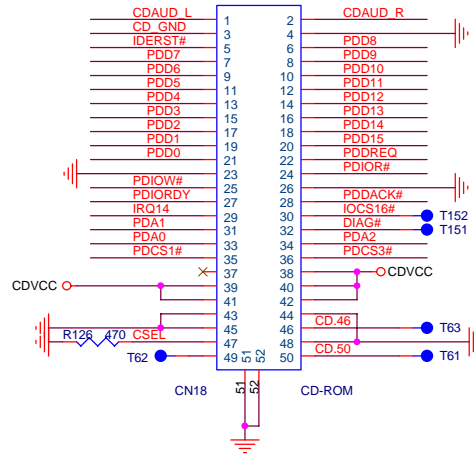 CDAUD_L 1 2 CDAUD_R
CD_GND 3 4
IDERST# 5 6 PDD8
PDD7 7 8 PDD9
PDD6 9 10 PDD10
PDD5 11 12 PDD11
PDD4 13 14 PDD12
PDD3 15 16 PDD13
PDD2 17 18 PDD14
PDD1 19 20 PDD15
PDD0 21 22 PDDREQ
23 24 PDIOR#
PDIOW# 25 26
PDIORDY 27 28 PDDACK#
IRQ14 29 30 IOCS16# T152
PDA1 31 32 DIAG# T151
PDA0 33 34 PDA2
PDCS1# 35 36 PDCS3#
37 38 CDVCC
CDVCC 39 40
41 42
43 44
45 46 CD.46 T63
R126 470 CSEL 47 48
T62 49 51 52 50 CD.50 T61
CN18 51 52 CD-ROM